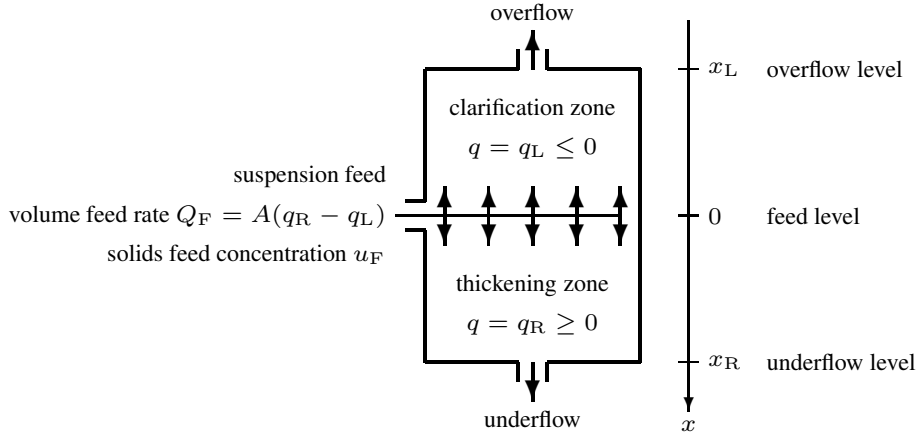 overflow
x_L overflow level
clarification zone
q = q_L ≤ 0
suspension feed
volume feed rate Q_F = A(q_R − q_L)
0 feed level
solids feed concentration u_F
thickening zone
q = q_R ≥ 0
x_R underflow level
underflow
x